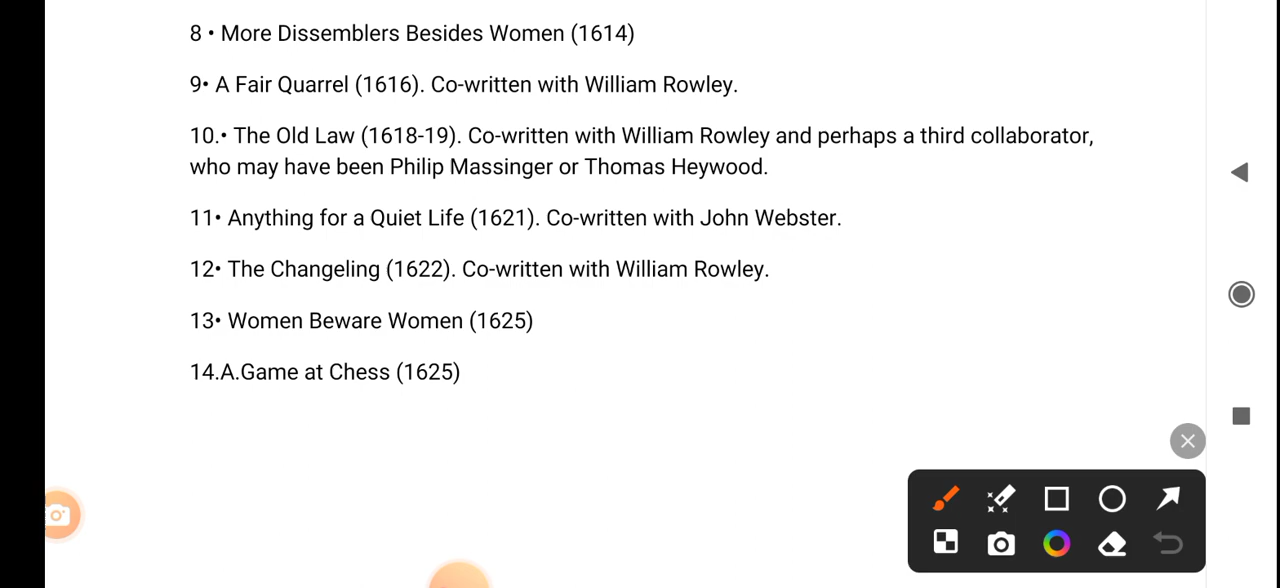 8 • More Dissemblers Besides Women (1614)
9• A Fair Quarrel (1616). Co-written with William Rowley.
10.• The Old Law (1618-19). Co-written with William Rowley and perhaps a third collaborator,
who may have been Philip Massinger or Thomas Heywood.
11• Anything for a Quiet Life (1621). Co-written with John Webster.
12• The Changeling (1622). Co-written with William Rowley.
13• Women Beware Women (1625)
14.A.Game at Chess (1625)